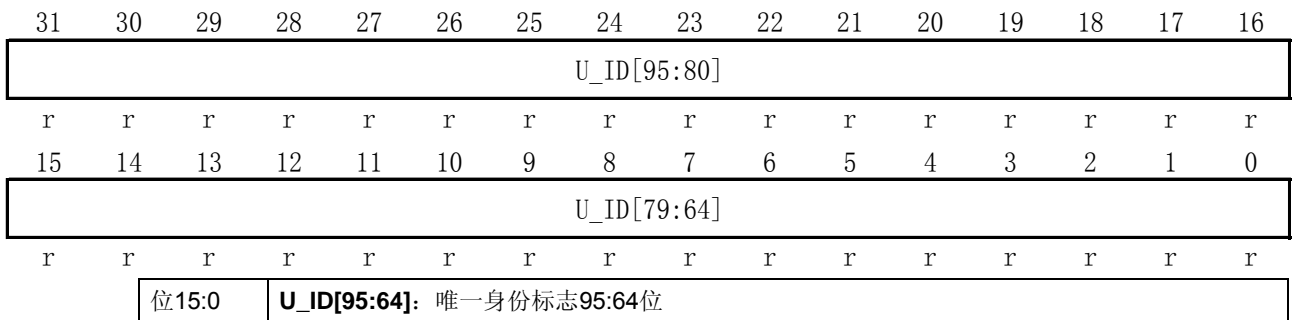 31 30 29 28 27 26 25 24 23 22 21 20 19 18 17 16
U_ID[95:80]
r r r r r r r r r r r r r r r r
15 14 13 12 11 10 9 8 7 6 5 4 3 2 1 0
U_ID[79:64]
r r r r r r r r r r r r r r r r
位15:0 U_ID[95:64]：唯一身份标志95:64位